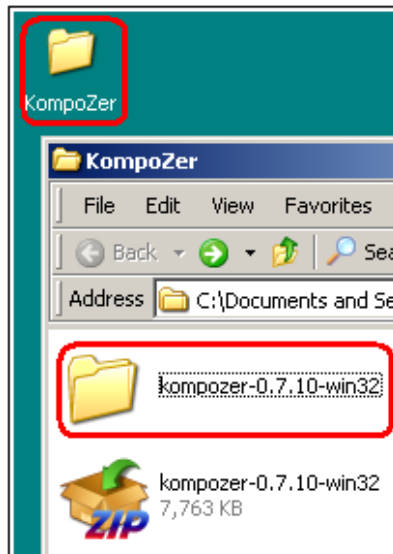 KompoZer
KompoZer
File Edit View Favorites
Back Sea
Address C:\Documents and Se
kompozer-0.7.10-win32
kompozer-0.7.10-win32
7,763 KB
ZIP